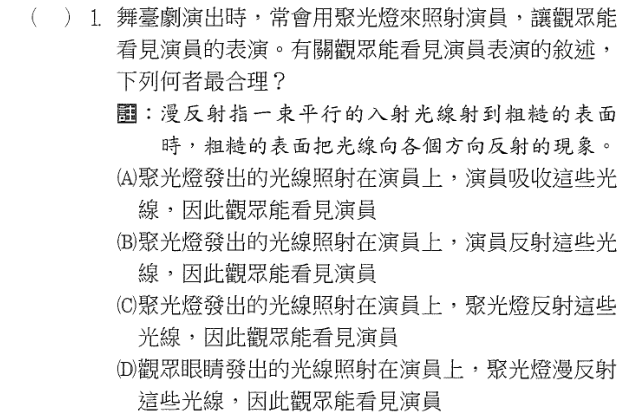 （　）1. 舞臺劇演出時，常會用聚光燈來照射演員，讓觀眾能
看見演員的表演。有關觀眾能看見演員表演的敘述，
下列何者最合理？
註：漫反射指一束平行的入射光線射到粗糙的表面
時，粗糙的表面把光線向各個方向反射的現象。
(A)聚光燈發出的光線照射在演員上，演員吸收這些光
線，因此觀眾能看見演員
(B)聚光燈發出的光線照射在演員上，演員反射這些光
線，因此觀眾能看見演員
(C)聚光燈發出的光線照射在演員上，聚光燈反射這些
光線，因此觀眾能看見演員
(D)觀眾眼睛發出的光線照射在演員上，聚光燈漫反射
這些光線，因此觀眾能看見演員